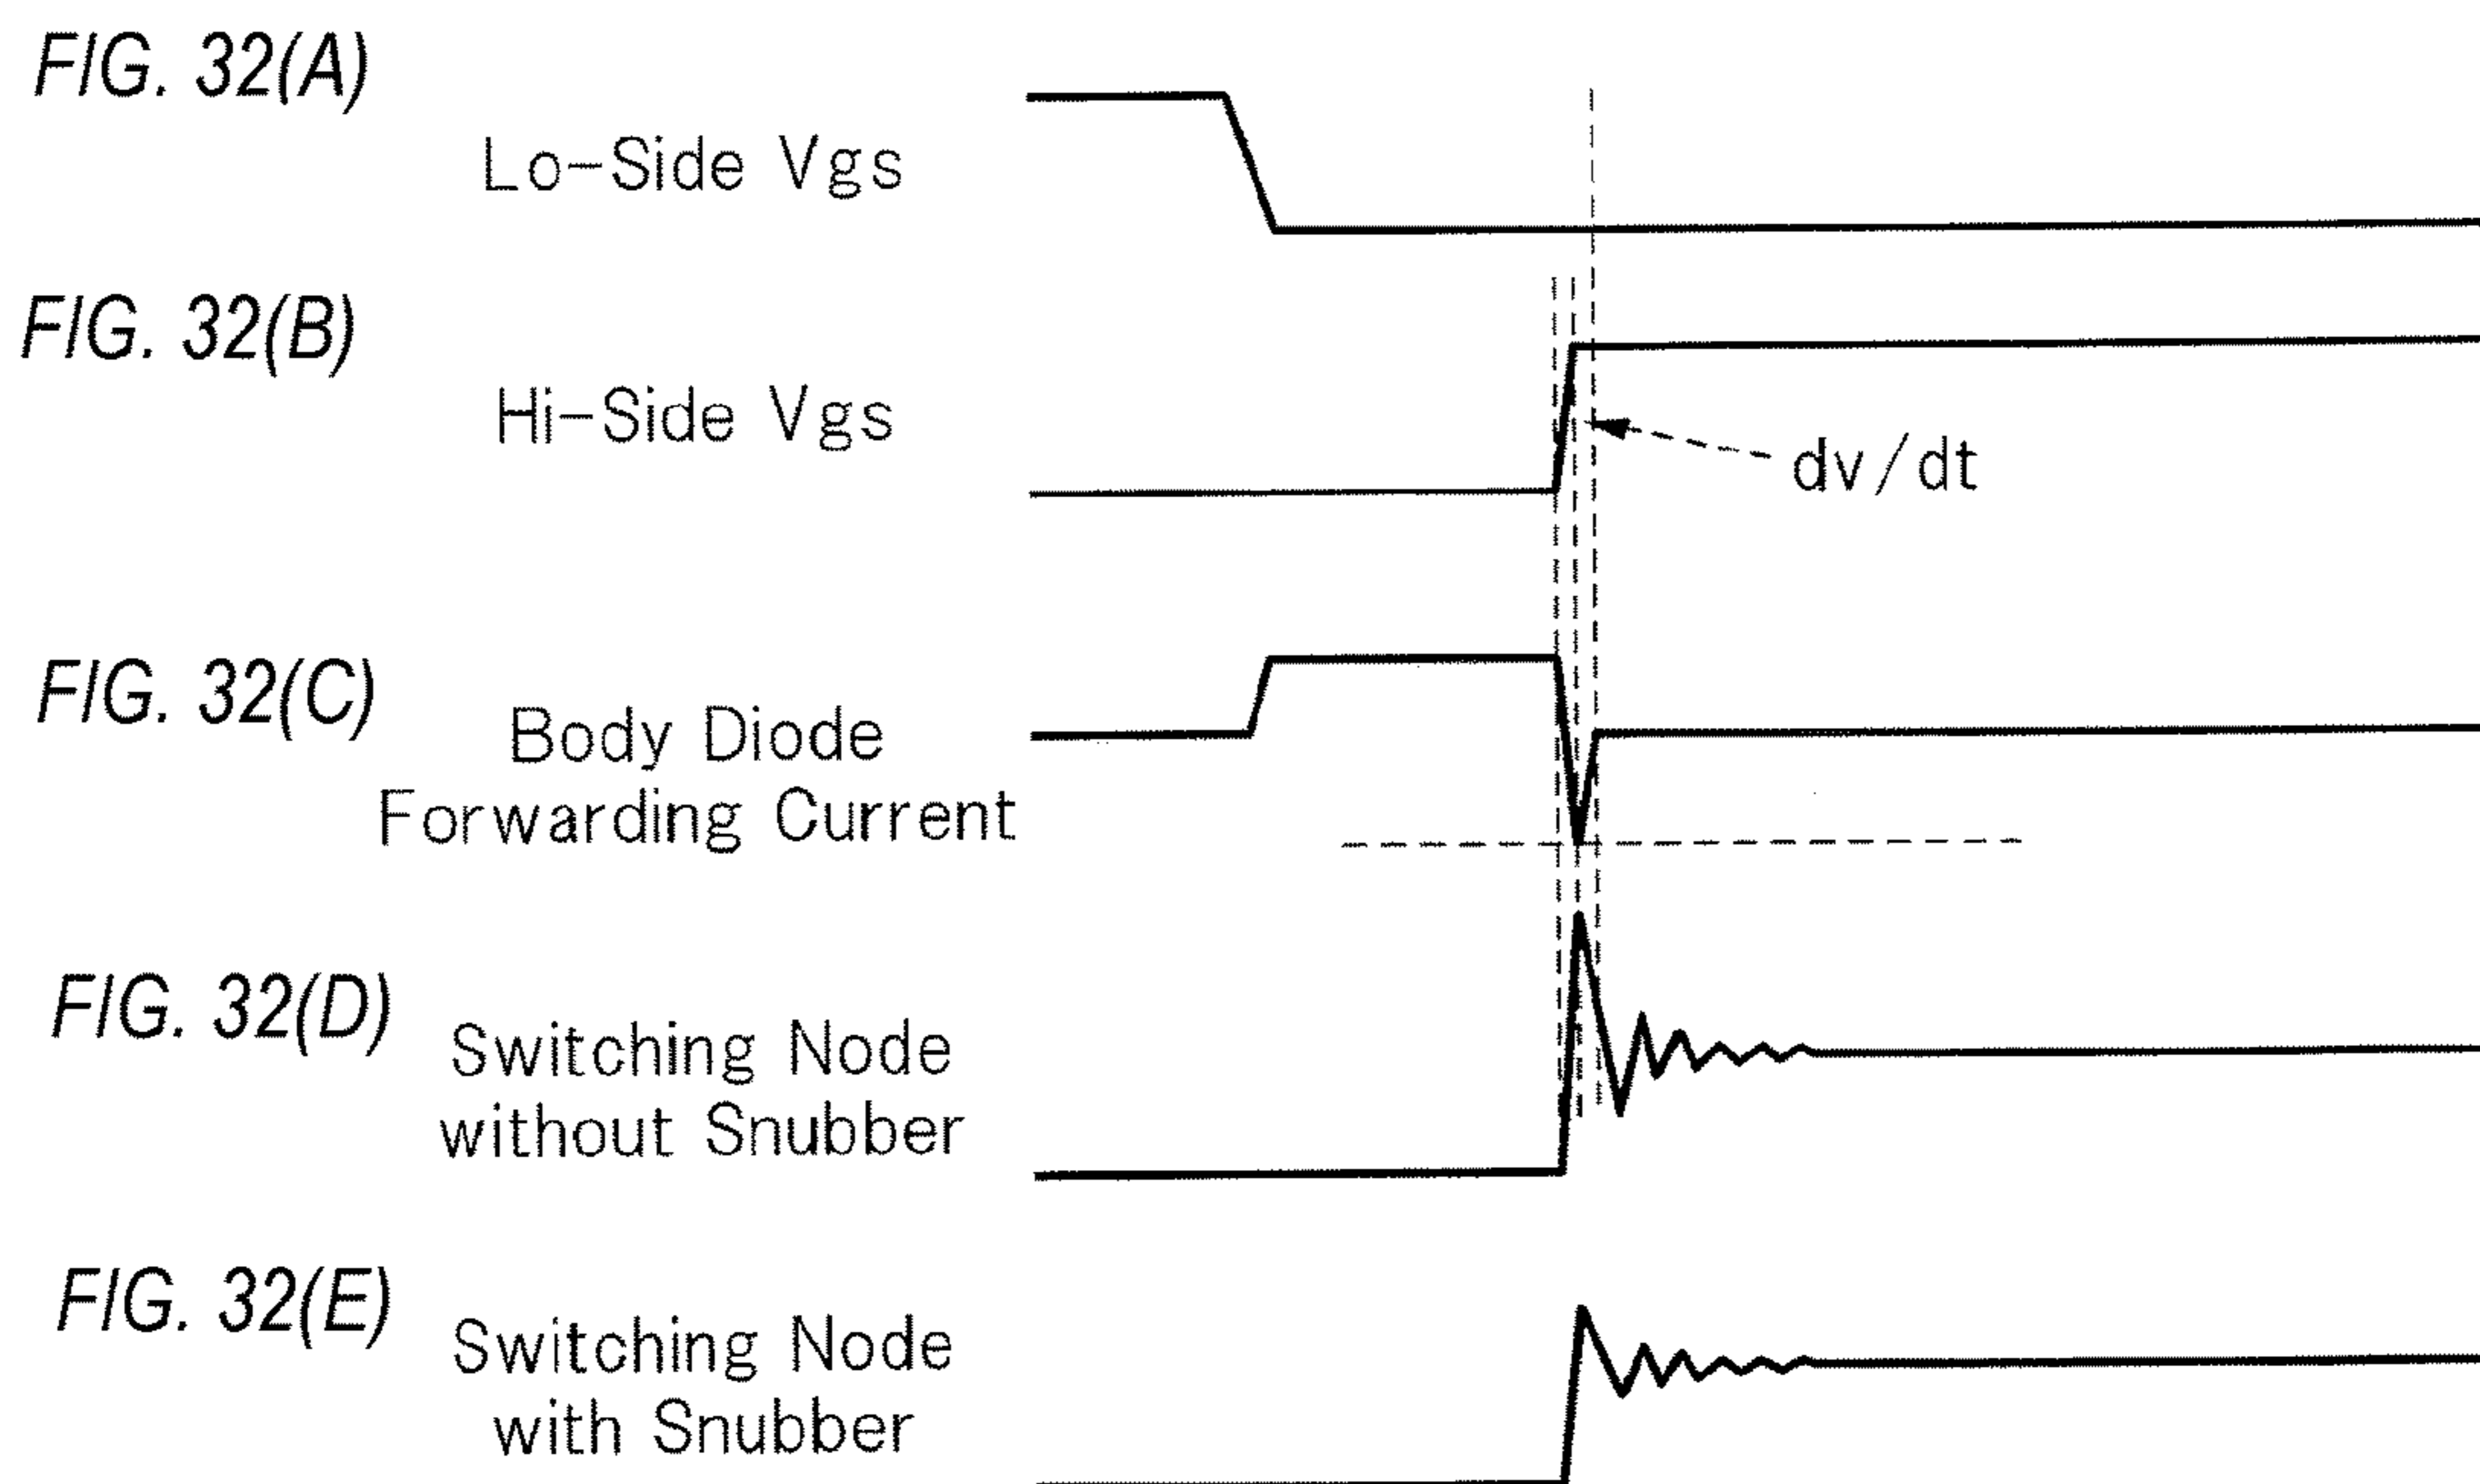 FIG. 32(A)
Lo-Side Vgs
FIG. 32(B)
Hi-Side Vgs
dv/dt
FIG. 32(C)
Body Diode
Forwarding Current
FIG. 32(D)
Switching Node
without Snubber
FIG. 32(E)
Switching Node
with Snubber